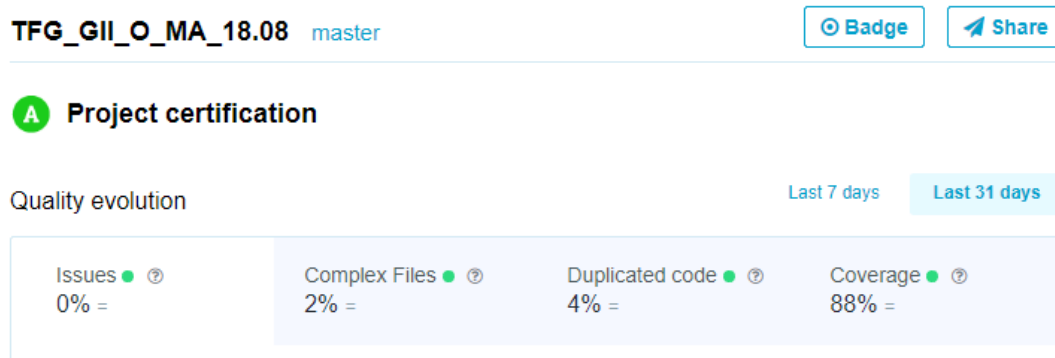 TFG_GII_O_MA_18.08 master Badge Share
A Project certification
Quality evolution Last 7 days Last 31 days
Issues ? Complex Files ? Duplicated code ? Coverage ?
0% = 2% = 4% = 88% =